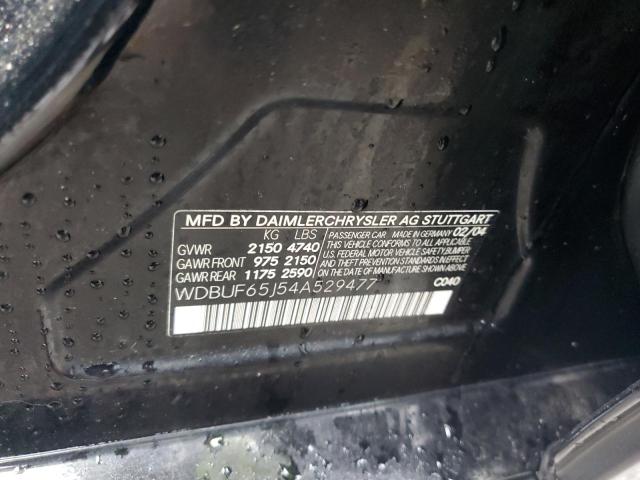 MFD BY DAIMLERCHRYSLER AG STUTTGART
KG LBS
GVWR 2150 4740
GAWR FRONT 975 2150
GAWR REAR 1175 2590
PASSENGER CAR MADE IN GERMANY 02/04
THIS VEHICLE CONFORMS TO ALL APPLICABLE
U.S. FEDERAL MOTOR VEHICLE SAFETY,BUMPER,
AND THEFT PREVENTION STANDARDS IN EFFECT
ON THE DATE OF MANUFACTURE SHOWN ABOVE.
WDBUF65J54A529477
C040